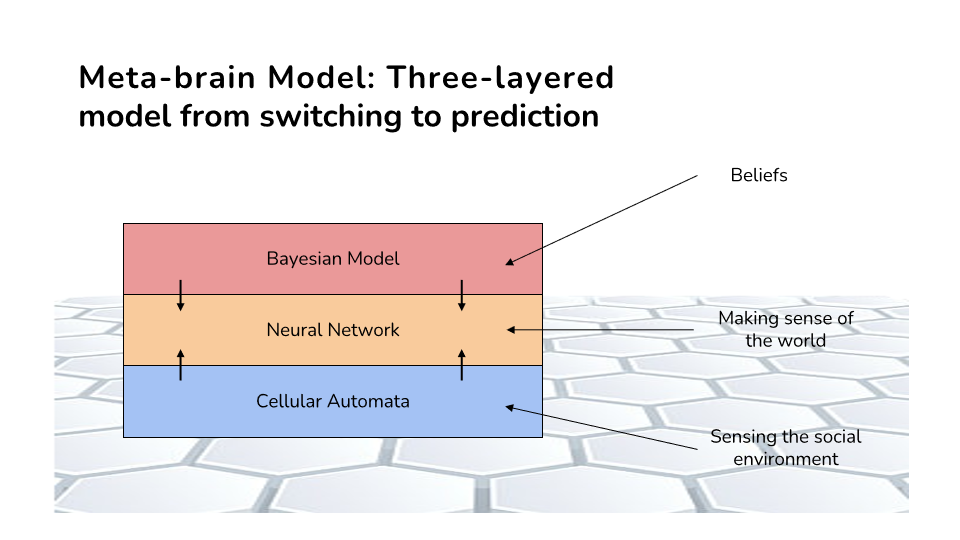 Meta-brain Model: Three-layered
model from switching to prediction
Beliefs
Bayesian Model
Neural Network
Making sense of
the world
Cellular Automata
Sensing the social
environment